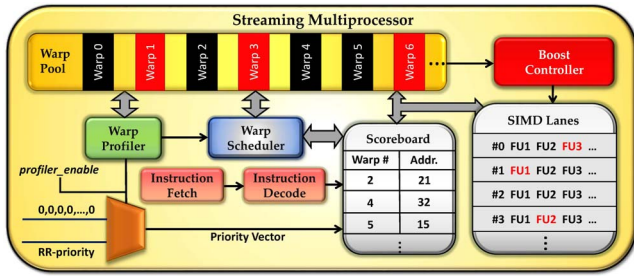 Streaming Multiprocessor
Warp Pool
Warp 0
Warp 1
Warp 2
Warp 3
Warp 4
Warp 5
Warp 6
...
Boost Controller
Warp Profiler
Warp Scheduler
Scoreboard
Warp # Addr.
2 21
4 32
5 15
⋮
SIMD Lanes
#0 FU1 FU2 FU3 ...
#1 FU1 FU2 FU3 ...
#2 FU1 FU2 FU3 ...
#3 FU1 FU2 FU3 ...
⋮
profiler_enable
Instruction Fetch
Instruction Decode
0,0,0,0,...,0
RR-priority
Priority Vector